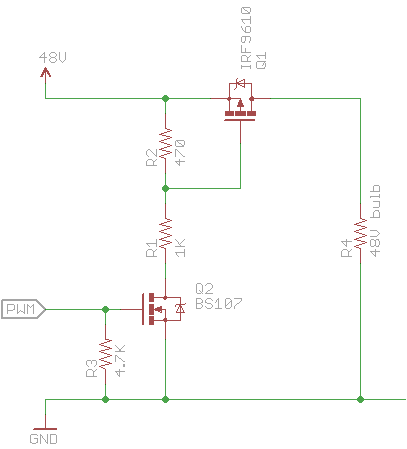 48V
IRF9610
Q1
R2
470
R1
1K
R4
48V bulb
Q2
BS107
PWM
R3
4.7K
GND